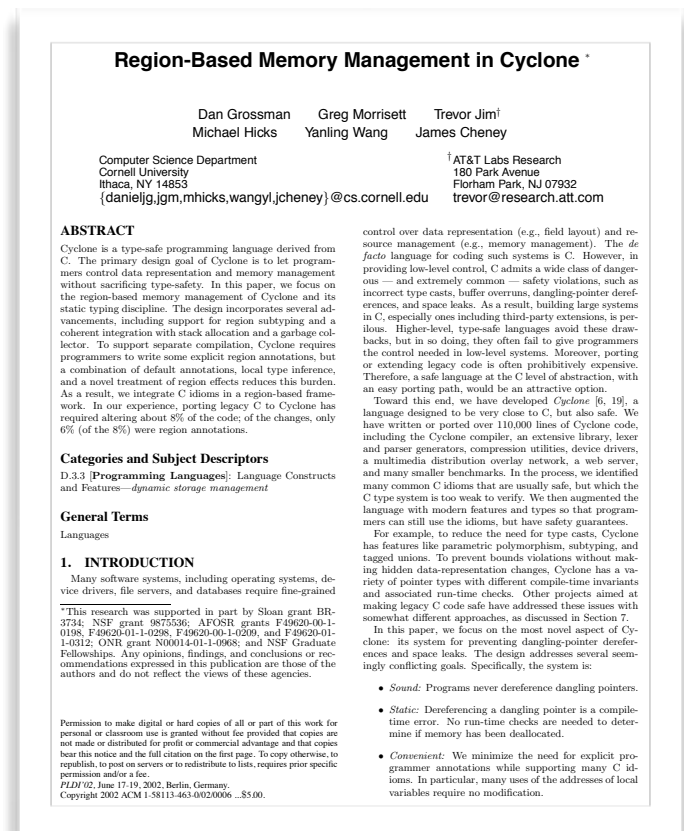 Region-Based Memory Management in Cyclone *
Dan Grossman Greg Morrisett Trevor Jim†
Michael Hicks Yanling Wang James Cheney
Computer Science Department
Cornell University
Ithaca, NY 14853
{danieljg,jgm,mhicks,wangyl,jcheney}@cs.cornell.edu
†AT&T Labs Research
180 Park Avenue
Florham Park, NJ 07932
trevor@research.att.com
ABSTRACT
Cyclone is a type-safe programming language derived from
C. The primary design goal of Cyclone is to let program-
mers control data representation and memory management
without sacrificing type-safety. In this paper, we focus on
the region-based memory management of Cyclone and its
static typing discipline. The design incorporates several ad-
vancements, including support for region subtyping and a
coherent integration with stack allocation and a garbage col-
lector. To support separate compilation, Cyclone requires
programmers to write some explicit region annotations, but
a combination of default annotations, local type inference,
and a novel treatment of region effects reduces this burden.
As a result, we integrate C idioms in a region-based frame-
work. In our experience, porting legacy C to Cyclone has
required altering about 8% of the code; of the changes, only
6% (of the 8%) were region annotations.
Categories and Subject Descriptors
D.3.3 [Programming Languages]: Language Constructs
and Features—dynamic storage management
General Terms
Languages
1. INTRODUCTION
Many software systems, including operating systems, de-
vice drivers, file servers, and databases require fine-grained
*This research was supported in part by Sloan grant BR-
3734; NSF grant 9875536; AFOSR grants F49620-00-1-
0198, F49620-01-1-0298, F49620-00-1-0209, and F49620-01-
1-0312; ONR grant N00014-01-1-0968; and NSF Graduate
Fellowships. Any opinions, findings, and conclusions or rec-
ommendations expressed in this publication are those of the
authors and do not reflect the views of these agencies.
Permission to make digital or hard copies of all or part of this work for
personal or classroom use is granted without fee provided that copies are
not made or distributed for profit or commercial advantage and that copies
bear this notice and the full citation on the first page. To copy otherwise, to
republish, to post on servers or to redistribute to lists, requires prior specific
permission and/or a fee.
PLDI'02, June 17-19, 2002, Berlin, Germany.
Copyright 2002 ACM 1-58113-463-0/02/0006 ...$5.00.
control over data representation (e.g., field layout) and re-
source management (e.g., memory management). The de
facto language for coding such systems is C. However, in
providing low-level control, C admits a wide class of danger-
ous — and extremely common — safety violations, such as
incorrect type casts, buffer overruns, dangling-pointer deref-
erences, and space leaks. As a result, building large systems
in C, especially ones including third-party extensions, is per-
ilous. Higher-level, type-safe languages avoid these draw-
backs, but in so doing, they often fail to give programmers
the control needed in low-level systems. Moreover, porting
or extending legacy code is often prohibitively expensive.
Therefore, a safe language at the C level of abstraction, with
an easy porting path, would be an attractive option.
Toward this end, we have developed Cyclone [6, 19], a
language designed to be very close to C, but also safe. We
have written or ported over 110,000 lines of Cyclone code,
including the Cyclone compiler, an extensive library, lexer
and parser generators, compression utilities, device drivers,
a multimedia distribution overlay network, a web server,
and many smaller benchmarks. In the process, we identified
many common C idioms that are usually safe, but which the
C type system is too weak to verify. We then augmented the
language with modern features and types so that program-
mers can still use the idioms, but have safety guarantees.
For example, to reduce the need for type casts, Cyclone
has features like parametric polymorphism, subtyping, and
tagged unions. To prevent bounds violations without mak-
ing hidden data-representation changes, Cyclone has a va-
riety of pointer types with different compile-time invariants
and associated run-time checks. Other projects aimed at
making legacy C code safe have addressed these issues with
somewhat different approaches, as discussed in Section 7.
In this paper, we focus on the most novel aspect of Cy-
clone: its system for preventing dangling-pointer derefer-
ences and space leaks. The design addresses several seem-
ingly conflicting goals. Specifically, the system is:
• Sound: Programs never dereference dangling pointers.
• Static: Dereferencing a dangling pointer is a compile-
time error. No run-time checks are needed to deter-
mine if memory has been deallocated.
• Convenient: We minimize the need for explicit pro-
grammer annotations while supporting many C id-
ioms. In particular, many uses of the addresses of local
variables require no modification.